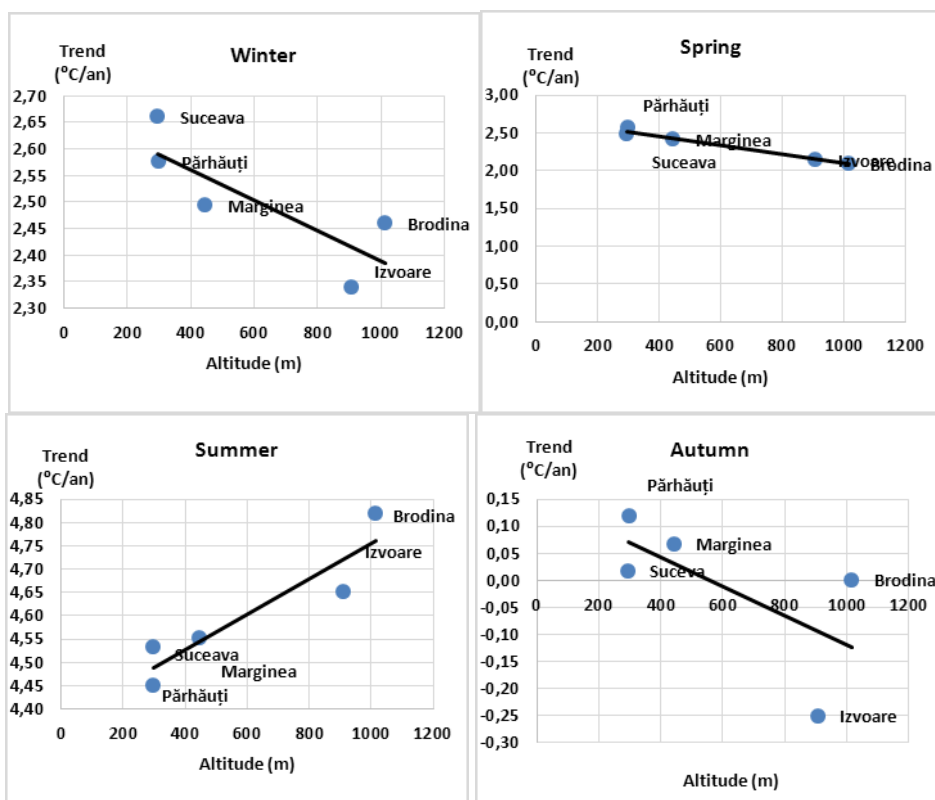 Trend
(°C/an)
Winter
2,70
2,65
2,60
2,55
2,50
2,45
2,40
2,35
2,30
Suceava
Părhăuți
Marginea
Brodina
Izvoare
0 200 400 600 800 1000 1200
Altitude (m)
Trend
(°C/an)
Spring
3,00
2,50
2,00
1,50
1,00
0,50
0,00
Părhăuți
Marginea
Suceava
Izvoare
Brodina
0 200 400 600 800 1000 1200
Altitude (m)
Trend
(°C/an)
Summer
4,85
4,80
4,75
4,70
4,65
4,60
4,55
4,50
4,45
4,40
Brodina
Izvoare
Suceava
Marginea
Părhăuți
0 200 400 600 800 1000 1200
Altitude (m)
Trend
(°C/an)
Autumn
0,15
0,10
0,05
0,00
-0,05
-0,10
-0,15
-0,20
-0,25
-0,30
Părhăuți
Marginea
Suceva
Brodina
0 200 400 600 800 1000 1200
Izvoare
Altitude (m)